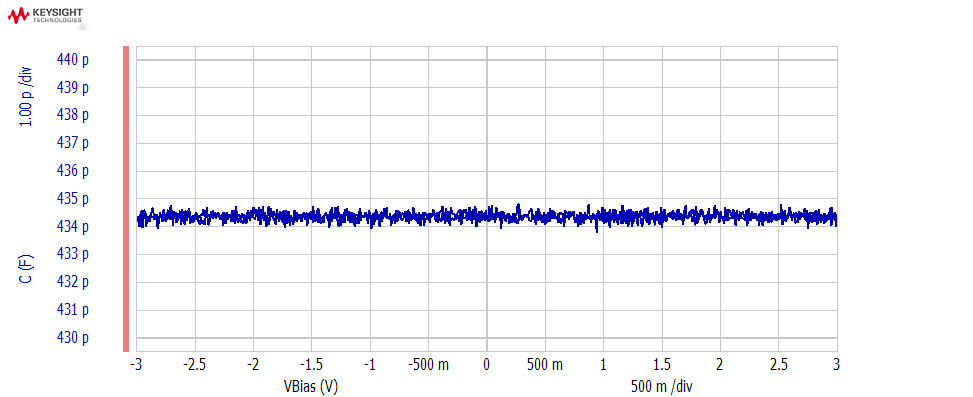 KEYSIGHT
TECHNOLOGIES
1.00 p /div
C (F)
440 p
439 p
438 p
437 p
436 p
435 p
434 p
433 p
432 p
431 p
430 p
-3 -2.5 -2 -1.5 -1 -500 m 0 500 m 1 1.5 2 2.5 3
VBias (V) 500 m /div